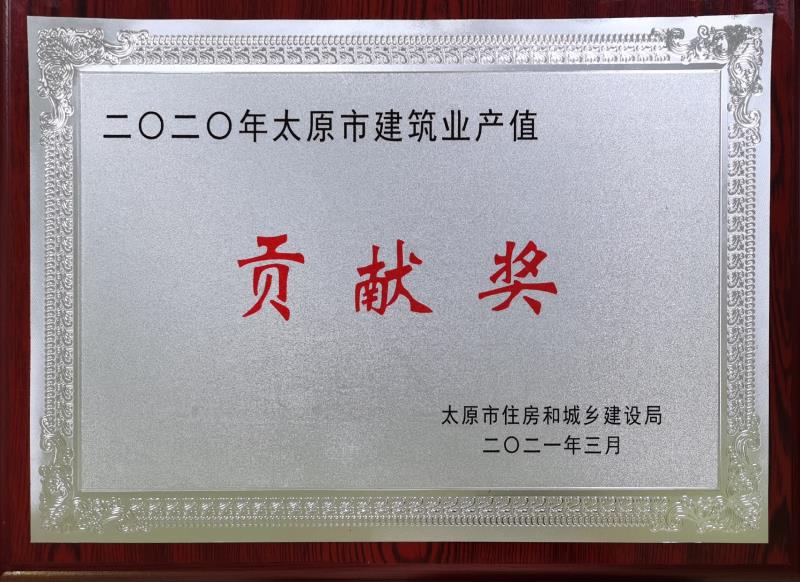 二〇二〇年太原市建筑业产值
贡献奖
太原市住房和城乡建设局
二〇二一年三月